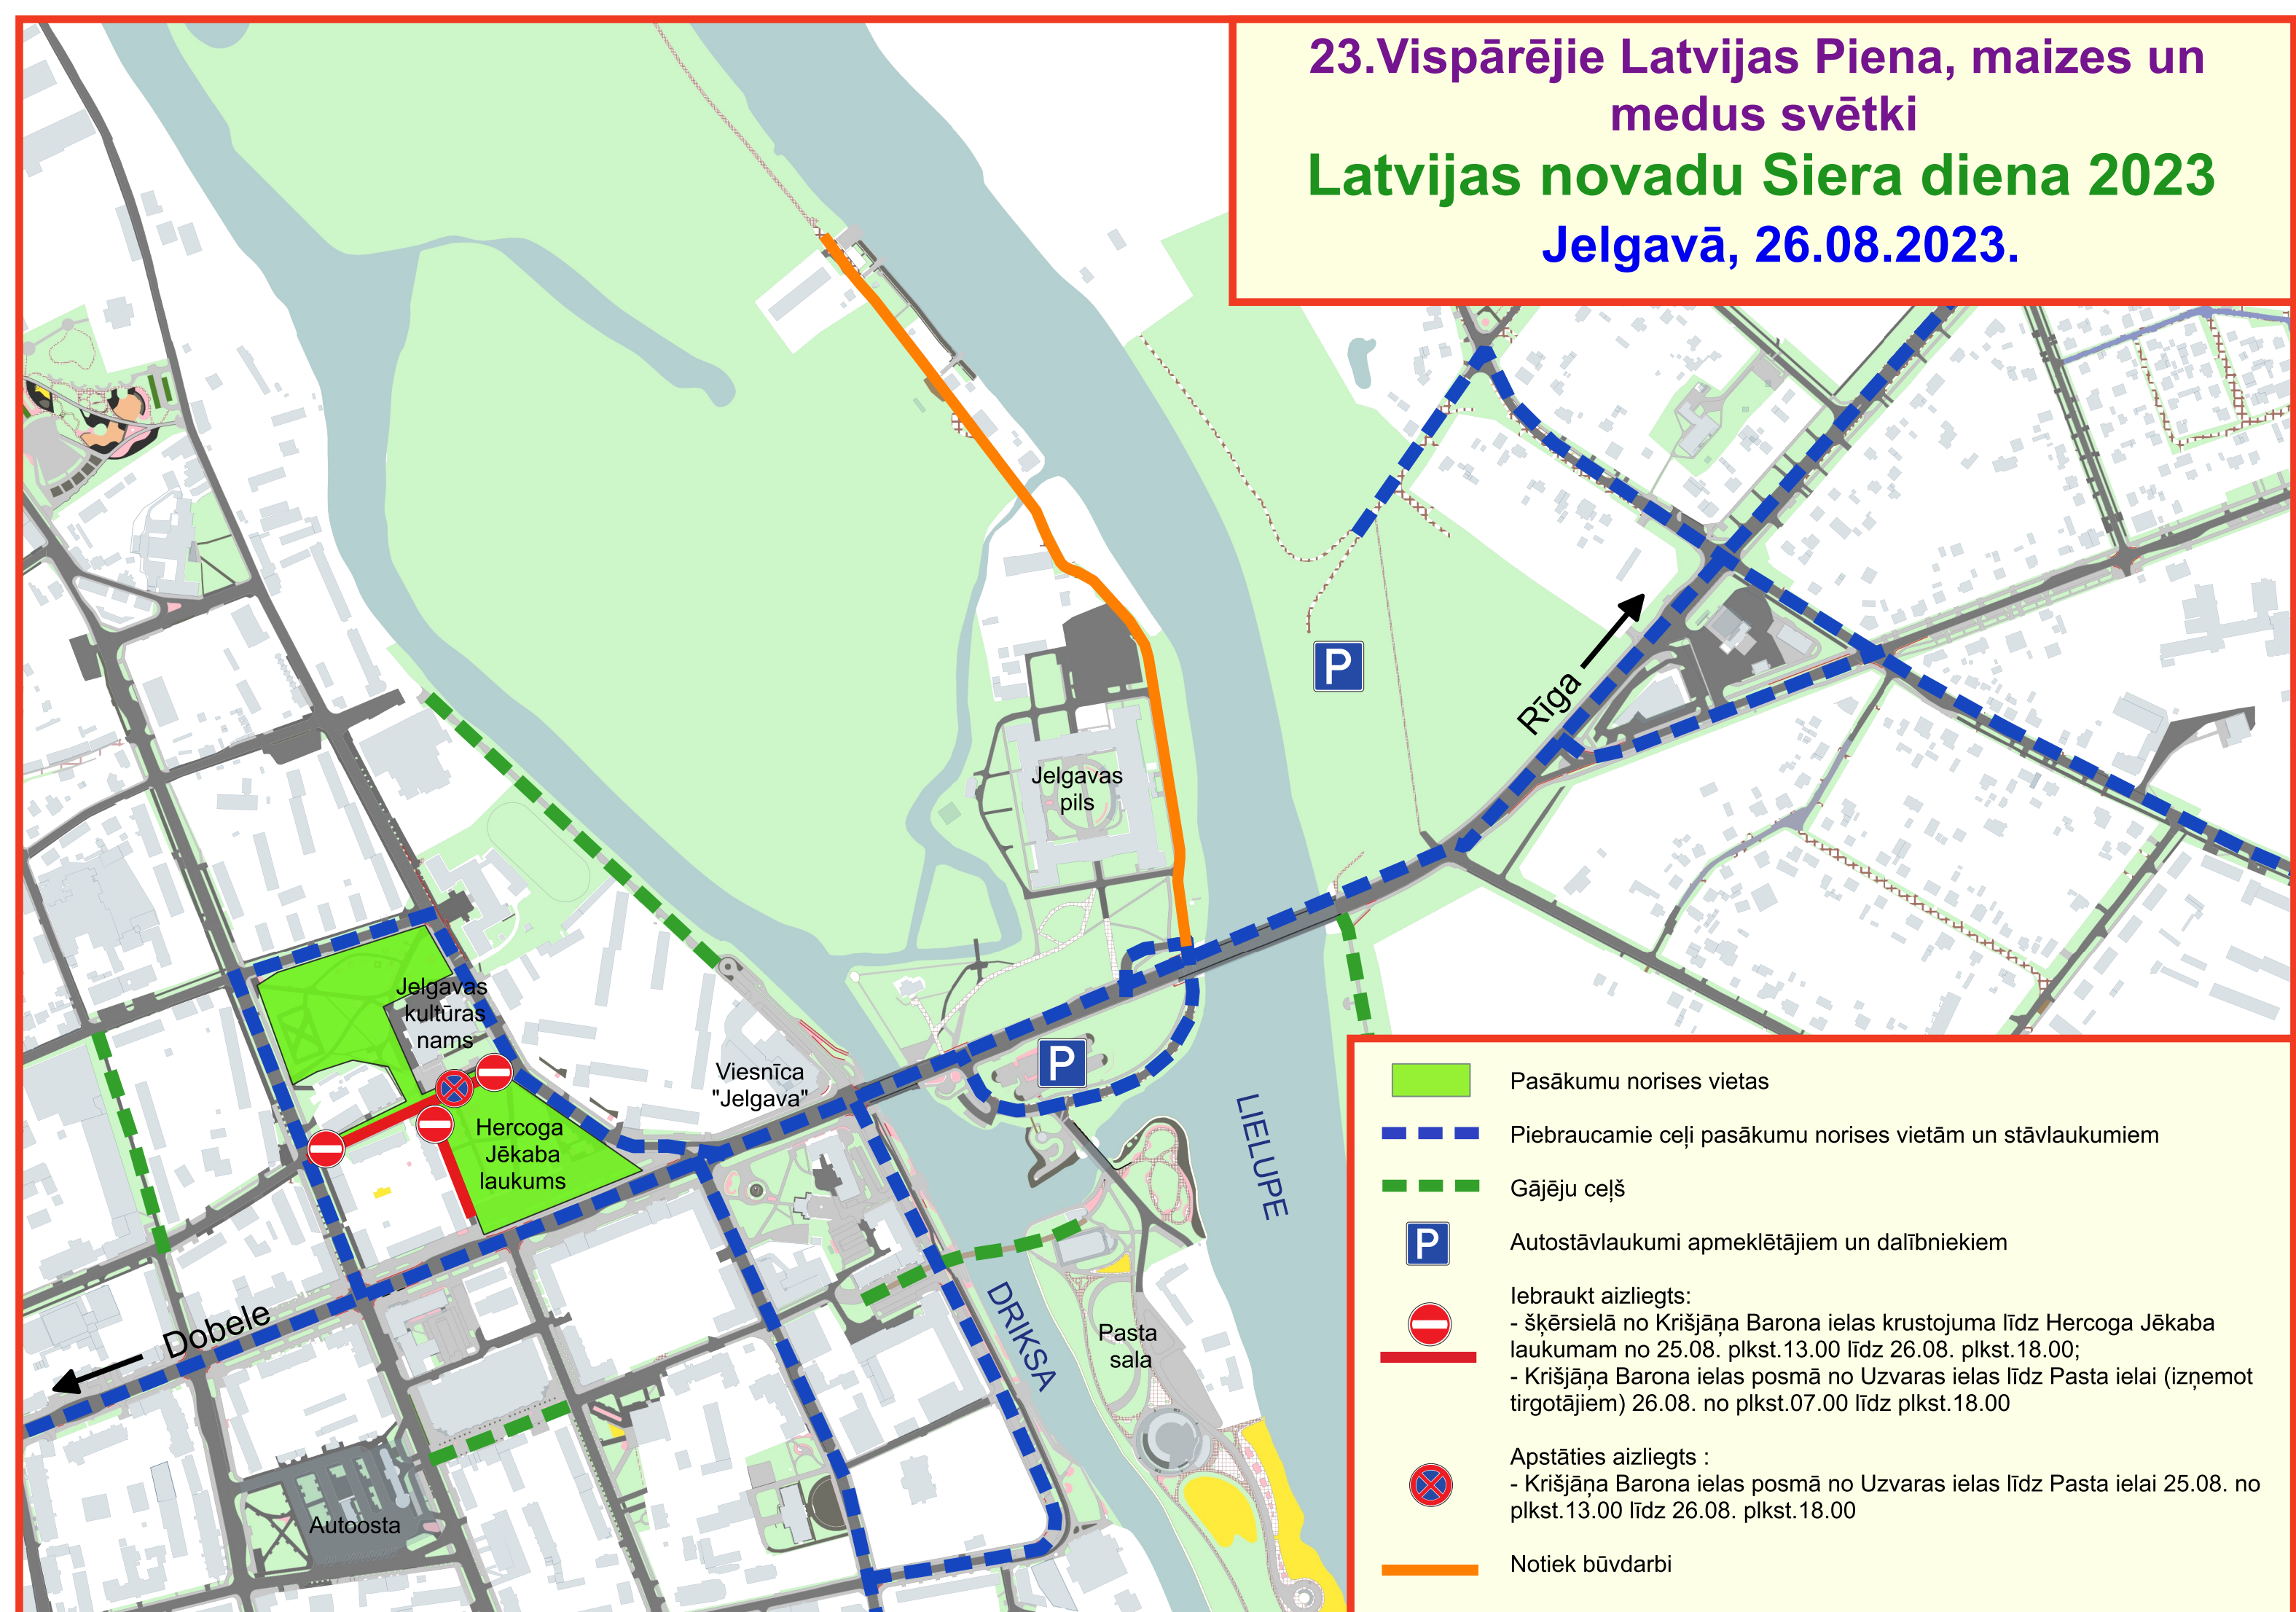 23.Vispārējie Latvijas Piena, maizes un
medus svētki
Latvijas novadu Siera diena 2023
Jelgavā, 26.08.2023.
P
Rīga
Jelgavas
pils
Jelgavas
kultūras
nams
Viesnīca
"Jelgava"
P
Hercoga
Jēkaba
laukums
LIELUPE
DRIKSA
Dobele
Pasta
sala
Autoosta
Pasākumu norises vietas
Piebraucamie ceļi pasākumu norises vietām un stāvlaukumiem
Gājēju ceļš
P
Autostāvlaukumi apmeklētājiem un dalībniekiem
Iebraukt aizliegts:
- šķērsielā no Krišjāņa Barona ielas krustojuma līdz Hercoga Jēkaba
laukumam no 25.08. plkst.13.00 līdz 26.08. plkst.18.00;
- Krišjāņa Barona ielas posmā no Uzvaras ielas līdz Pasta ielai (izņemot
tirgotājiem) 26.08. no plkst.07.00 līdz plkst.18.00
Apstāties aizliegts :
- Krišjāņa Barona ielas posmā no Uzvaras ielas līdz Pasta ielai 25.08. no
plkst.13.00 līdz 26.08. plkst.18.00
Notiek būvdarbi